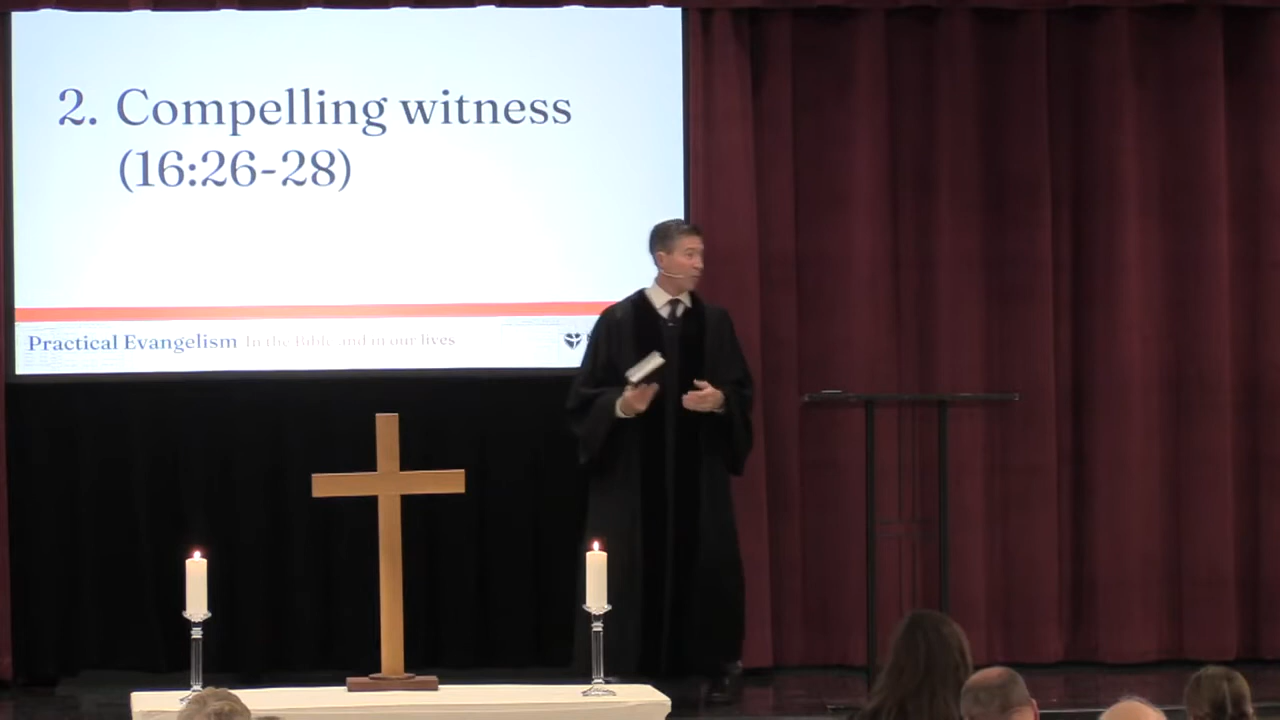 2. Compelling witness
(16:26-28)
Practical Evangelism In the Bible and in our lives